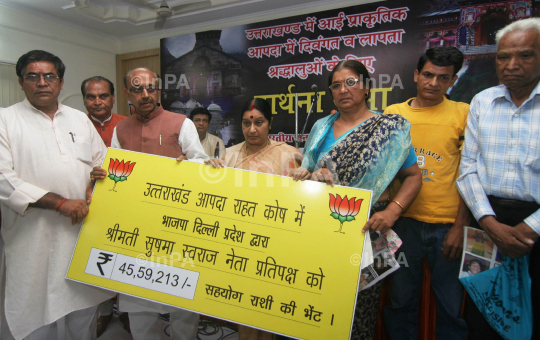 उत्तराखण्ड में आई प्राकृतिक
आपदा में दिवंगत व लापता
श्रद्धालुओं
उत्तराखंड आपदा राहत कोष में
भाजपा दिल्ली प्रदेश द्वारा
श्रीमती सुषमा स्वराज नेता प्रतिपक्ष को
₹ 45,59,213/-
सहयोग राशी की भेंट ।